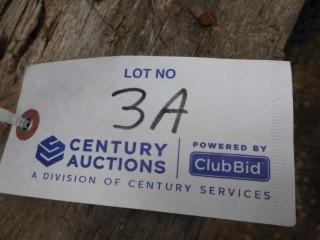 LOT NO
3A
CENTURY
AUCTIONS
POWERED BY
ClubBid
A DIVISION OF CENTURY SERVICES